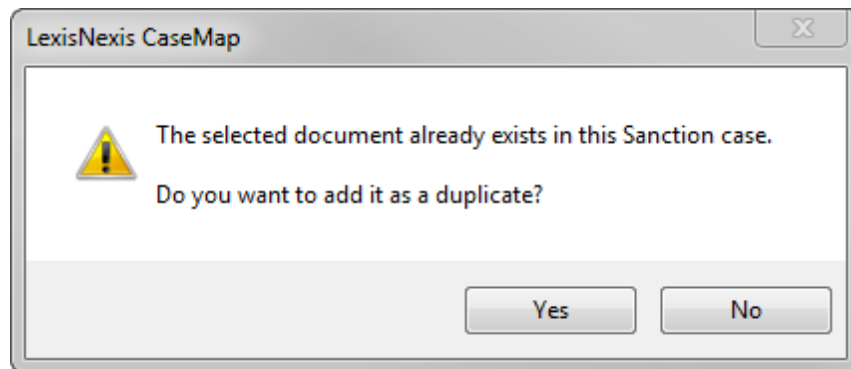 LexisNexis CaseMap
The selected document already exists in this Sanction case.
Do you want to add it as a duplicate?
Yes
No